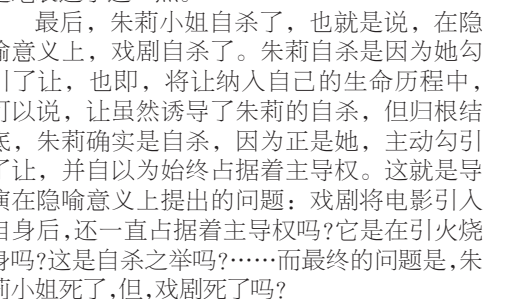 最后，朱莉小姐自杀了，也就是说，在隐
喻意义上，戏剧自杀了。朱莉自杀是因为她勾
引了让，也即，将让纳入自己的生命历程中，
可以说，让虽然诱导了朱莉的自杀，但归根结
底，朱莉确实是自杀，因为正是她，主动勾引
了让，并自以为始终占据着主导权。这就是导
演在隐喻意义上提出的问题：戏剧将电影引入
自身后,还一直占据着主导权吗?它是在引火烧
身吗?这是自杀之举吗?……而最终的问题是,朱
莉小姐死了,但,戏剧死了吗?